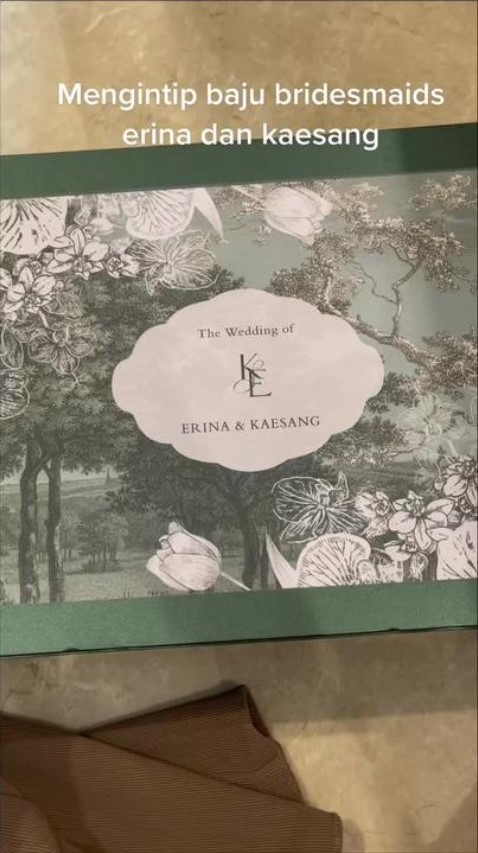 Mengintip baju bridesmaids
erina dan kaesang
The Wedding of
KE
ERINA & KAESANG